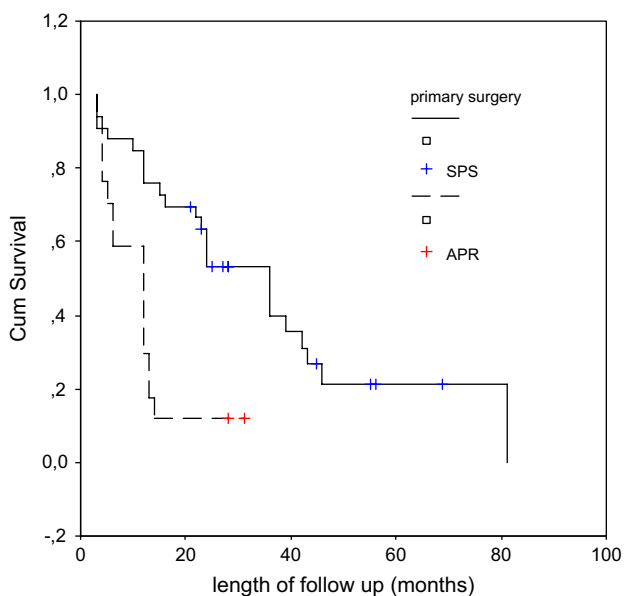 1,2
1,0
,8
,6
,4
,2
0,0
-,2
Cum Survival
primary surgery
SPS
APR
0
20
40
60
80
100
length of follow up (months)